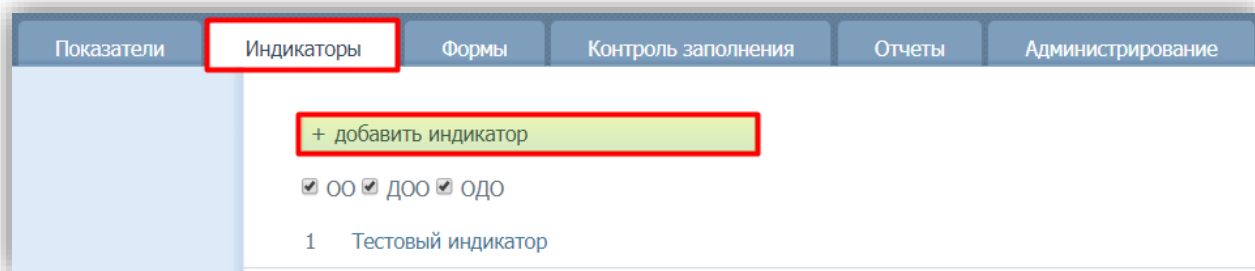 Показатели Индикаторы Формы Контроль заполнения Отчеты Администрирование
+ добавить индикатор
ОО ДОО ОДО
1 Тестовый индикатор